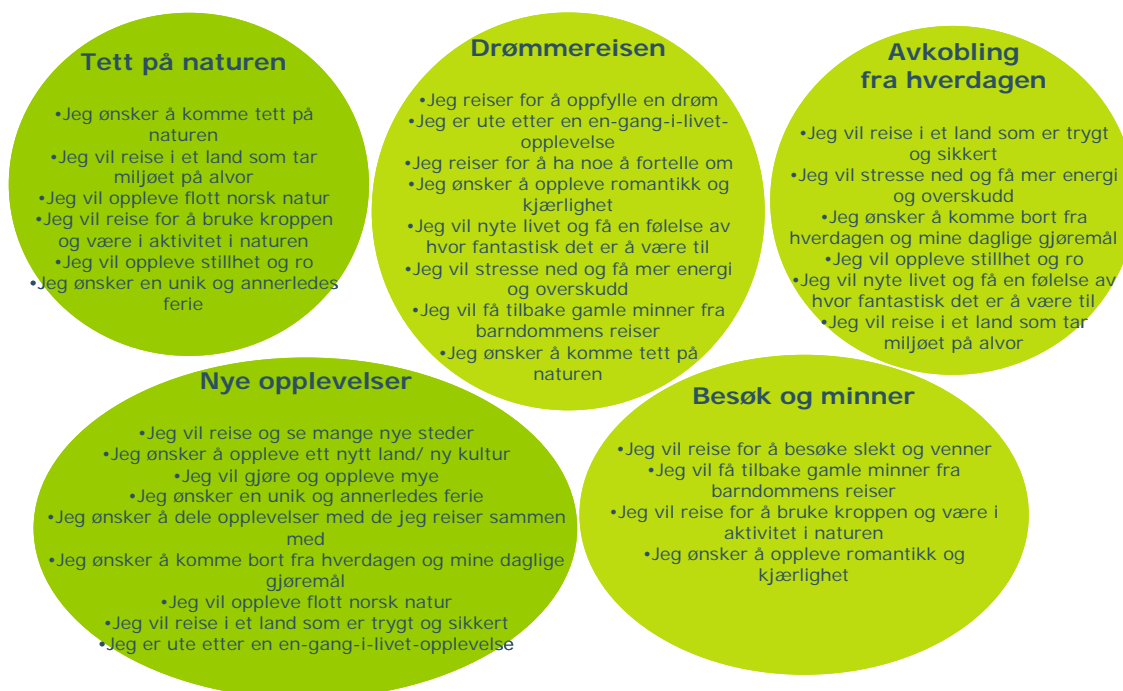 Tett på naturen
•Jeg ønsker å komme tett på
naturen
•Jeg vil reise i et land som tar
miljøet på alvor
•Jeg vil oppleve flott norsk natur
•Jeg vil reise for å bruke kroppen
og være i aktivitet i naturen
•Jeg vil oppleve stillhet og ro
•Jeg ønsker en unik og annerledes
ferie
Drømmereisen
•Jeg reiser for å oppfylle en drøm
•Jeg er ute etter en en-gang-i-livet-
opplevelse
•Jeg reiser for å ha noe å fortelle om
•Jeg ønsker å oppleve romantikk og
kjærlighet
•Jeg vil nyte livet og få en følelse av
hvor fantastisk det er å være til
•Jeg vil stresse ned og få mer energi
og overskudd
•Jeg vil få tilbake gamle minner fra
barndommens reiser
•Jeg ønsker å komme tett på
naturen
Avkobling
fra hverdagen
•Jeg vil reise i et land som er trygt
og sikkert
•Jeg vil stresse ned og få mer energi
og overskudd
•Jeg ønsker å komme bort fra
hverdagen og mine daglige gjøremål
•Jeg vil oppleve stillhet og ro
•Jeg vil nyte livet og få en følelse av
hvor fantastisk det er å være til
•Jeg vil reise i et land som tar
miljøet på alvor
Nye opplevelser
•Jeg vil reise og se mange nye steder
•Jeg ønsker å oppleve ett nytt land/ ny kultur
•Jeg vil gjøre og oppleve mye
•Jeg ønsker en unik og annerledes ferie
•Jeg ønsker å dele opplevelser med de jeg reiser sammen
med
•Jeg ønsker å komme bort fra hverdagen og mine daglige
gjøremål
•Jeg vil oppleve flott norsk natur
•Jeg vil reise i et land som er trygt og sikkert
•Jeg er ute etter en en-gang-i-livet-opplevelse
Besøk og minner
•Jeg vil reise for å besøke slekt og venner
•Jeg vil få tilbake gamle minner fra
barndommens reiser
•Jeg vil reise for å bruke kroppen og være i
aktivitet i naturen
•Jeg ønsker å oppleve romantikk og
kjærlighet